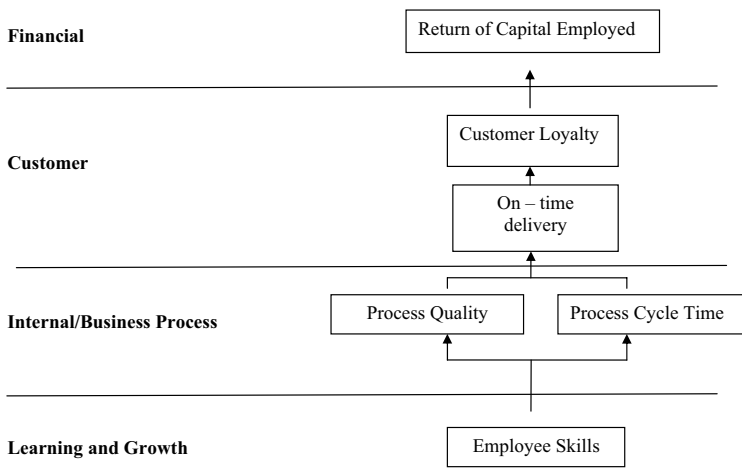 Financial
Return of Capital Employed
Customer Loyalty
Customer
On – time
delivery
Internal/Business Process
Process Quality
Process Cycle Time
Learning and Growth
Employee Skills